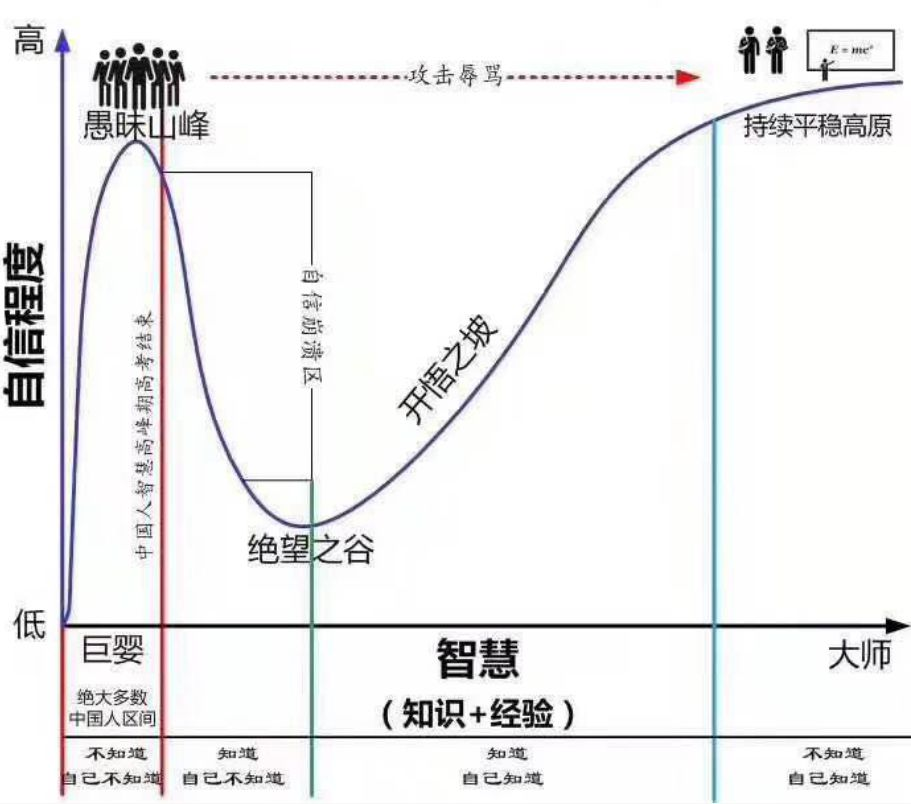 高
愚昧山峰
攻击辱骂
E = mc²
持续平稳高原
自信程度
中国人智慧高峰期高考结束
自信崩溃区
开悟之坡
绝望之谷
低
巨婴
智慧
大师
绝大多数
中国人区间
（知识+经验）
不知道
自己不知道
知道
自己不知道
知道
自己知道
不知道
自己知道